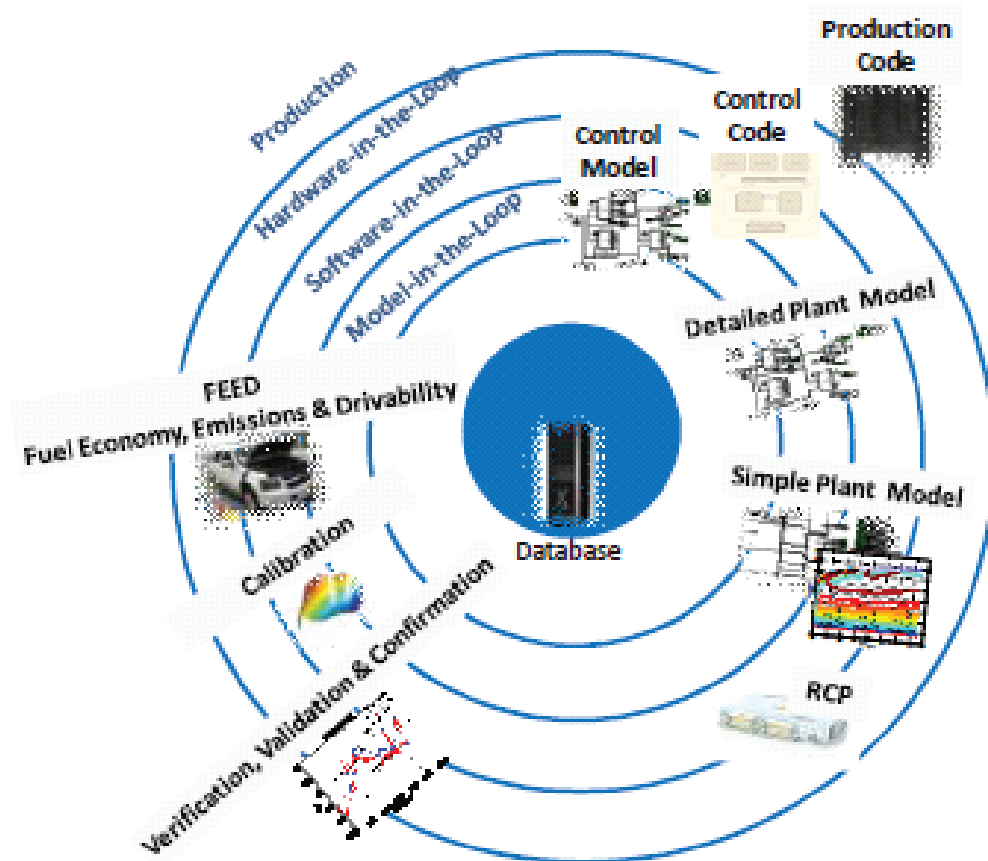 Production
Code
Control
Code
Control
Model
Production
Hardware-in-the-Loop
Software-in-the-Loop
Model-in-the-Loop
Detailed Plant Model
FEED
Fuel Economy, Emissions & Drivability
Simple Plant Model
Database
Calibration
Verification, Validation & Confirmation
RCP